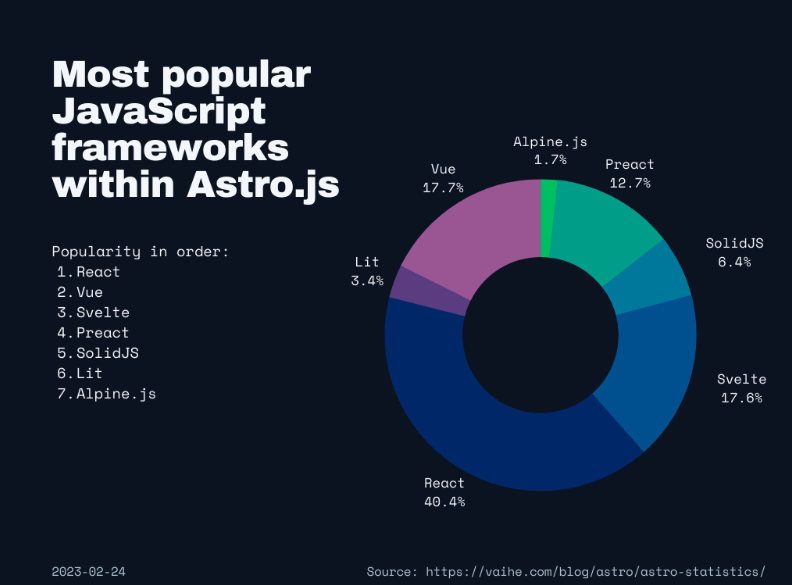 Most popular
JavaScript
frameworks
within Astro.js
Popularity in order:
1.React
2.Vue
3.Svelte
4.Preact
5.SolidJS
6.Lit
7.Alpine.js
Alpine.js
1.7%
Preact
12.7%
SolidJS
6.4%
Svelte
17.6%
React
40.4%
Lit
3.4%
Vue
17.7%
2023-02-24
Source: https://vaihe.com/blog/astro/astro-statistics/